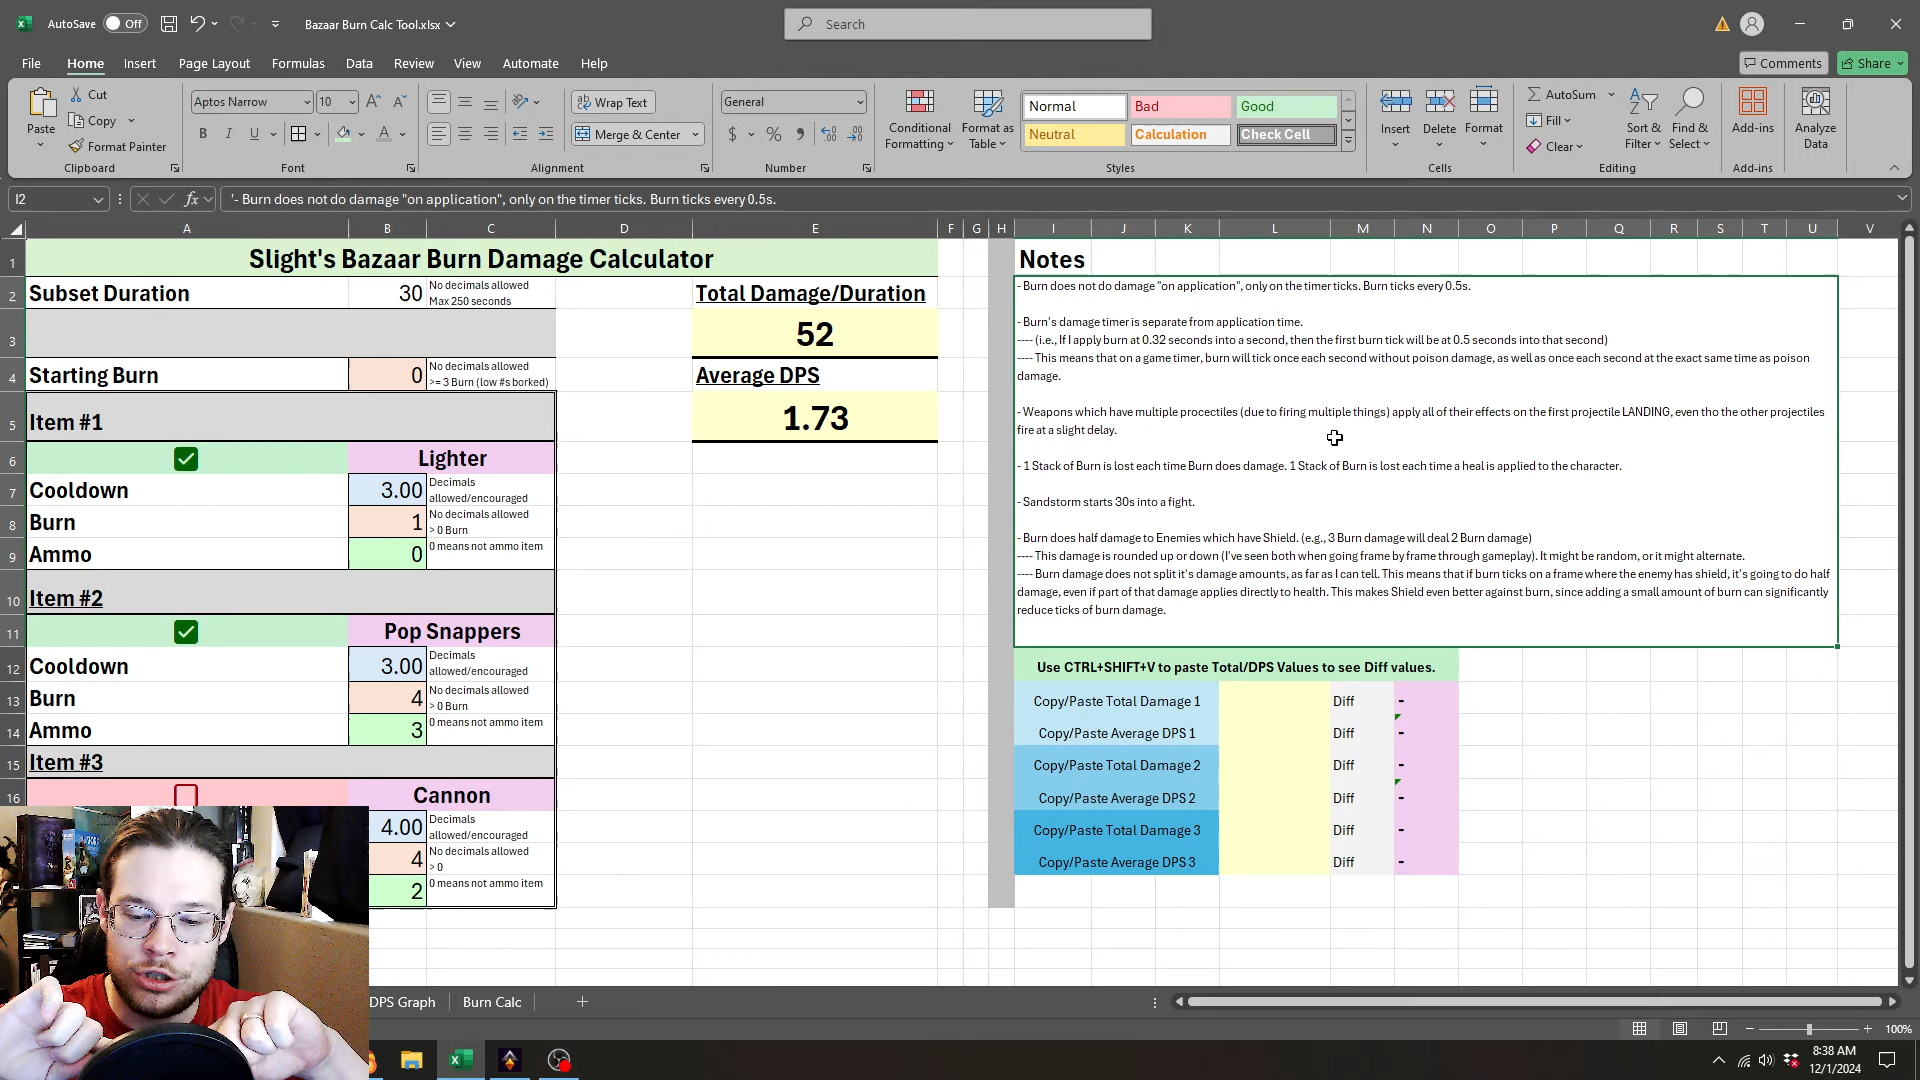 AutoSave Off
Bazaar Burn Calc Tool.xlsx
Search
File Home Insert Page Layout Formulas Data Review View Automate Help
Comments Share
Paste
Cut
Copy
Format Painter
Clipboard
Aptos Narrow 10
B I U
Font
Wrap Text
Merge & Center
Alignment
General
$ % ,
Number
Conditional Formatting
Format as Table
Normal Bad Good
Neutral Calculation Check Cell
Styles
Insert Delete Format
Cells
AutoSum
Fill
Clear
Sort & Filter
Find & Select
Editing
Add-ins
Add-ins
Analyze Data
I2
fx
'- Burn does not do damage "on application", only on the timer ticks. Burn ticks every 0.5s.
A B C D E F G H I J K L M N O P Q R S T U V
1 Slight's Bazaar Burn Damage Calculator
2 Subset Duration 30
No decimals allowed
Max 250 seconds
Total Damage/Duration
3 52
4 Starting Burn 0
No decimals allowed
>= 3 Burn (low #s borked)
Average DPS
5 Item #1
1.73
6 Lighter
7 Cooldown 3.00
Decimals
allowed/encouraged
8 Burn 1
No decimals allowed
> 0 Burn
9 Ammo 0
0 means not ammo item
10 Item #2
11 Pop Snappers
12 Cooldown 3.00
Decimals
allowed/encouraged
13 Burn 4
No decimals allowed
> 0 Burn
14 Ammo 3
0 means not ammo item
15 Item #3
16 Cannon
4.00
Decimals
allowed/encouraged
4
No decimals allowed
> 0
2
0 means not ammo item
Notes
- Burn does not do damage "on application", only on the timer ticks. Burn ticks every 0.5s.
- Burn's damage timer is separate from application time.
---- (i.e., If I apply burn at 0.32 seconds into a second, then the first burn tick will be at 0.5 seconds into that second)
---- This means that on a game timer, burn will tick once each second without poison damage, as well as once each second at the exact same time as poison
damage.
- Weapons which have multiple procectiles (due to firing multiple things) apply all of their effects on the first projectile LANDING, even tho the other projectiles
fire at a slight delay.
- 1 Stack of Burn is lost each time Burn does damage. 1 Stack of Burn is lost each time a heal is applied to the character.
- Sandstorm starts 30s into a fight.
- Burn does half damage to Enemies which have Shield. (e.g., 3 Burn damage will deal 2 Burn damage)
---- This damage is rounded up or down (I've seen both when going frame by frame through gameplay). It might be random, or it might alternate.
---- Burn damage does not split it's damage amounts, as far as I can tell. This means that if burn ticks on a frame where the enemy has shield, it's going to do half
damage, even if part of that damage applies directly to health. This makes Shield even better against burn, since adding a small amount of burn can significantly
reduce ticks of burn damage.
Use CTRL+SHIFT+V to paste Total/DPS Values to see Diff values.
Copy/Paste Total Damage 1 Diff -
Copy/Paste Average DPS 1 Diff -
Copy/Paste Total Damage 2 Diff -
Copy/Paste Average DPS 2 Diff -
Copy/Paste Total Damage 3 Diff -
Copy/Paste Average DPS 3 Diff -
DPS Graph Burn Calc
100%
8:38 AM
12/1/2024